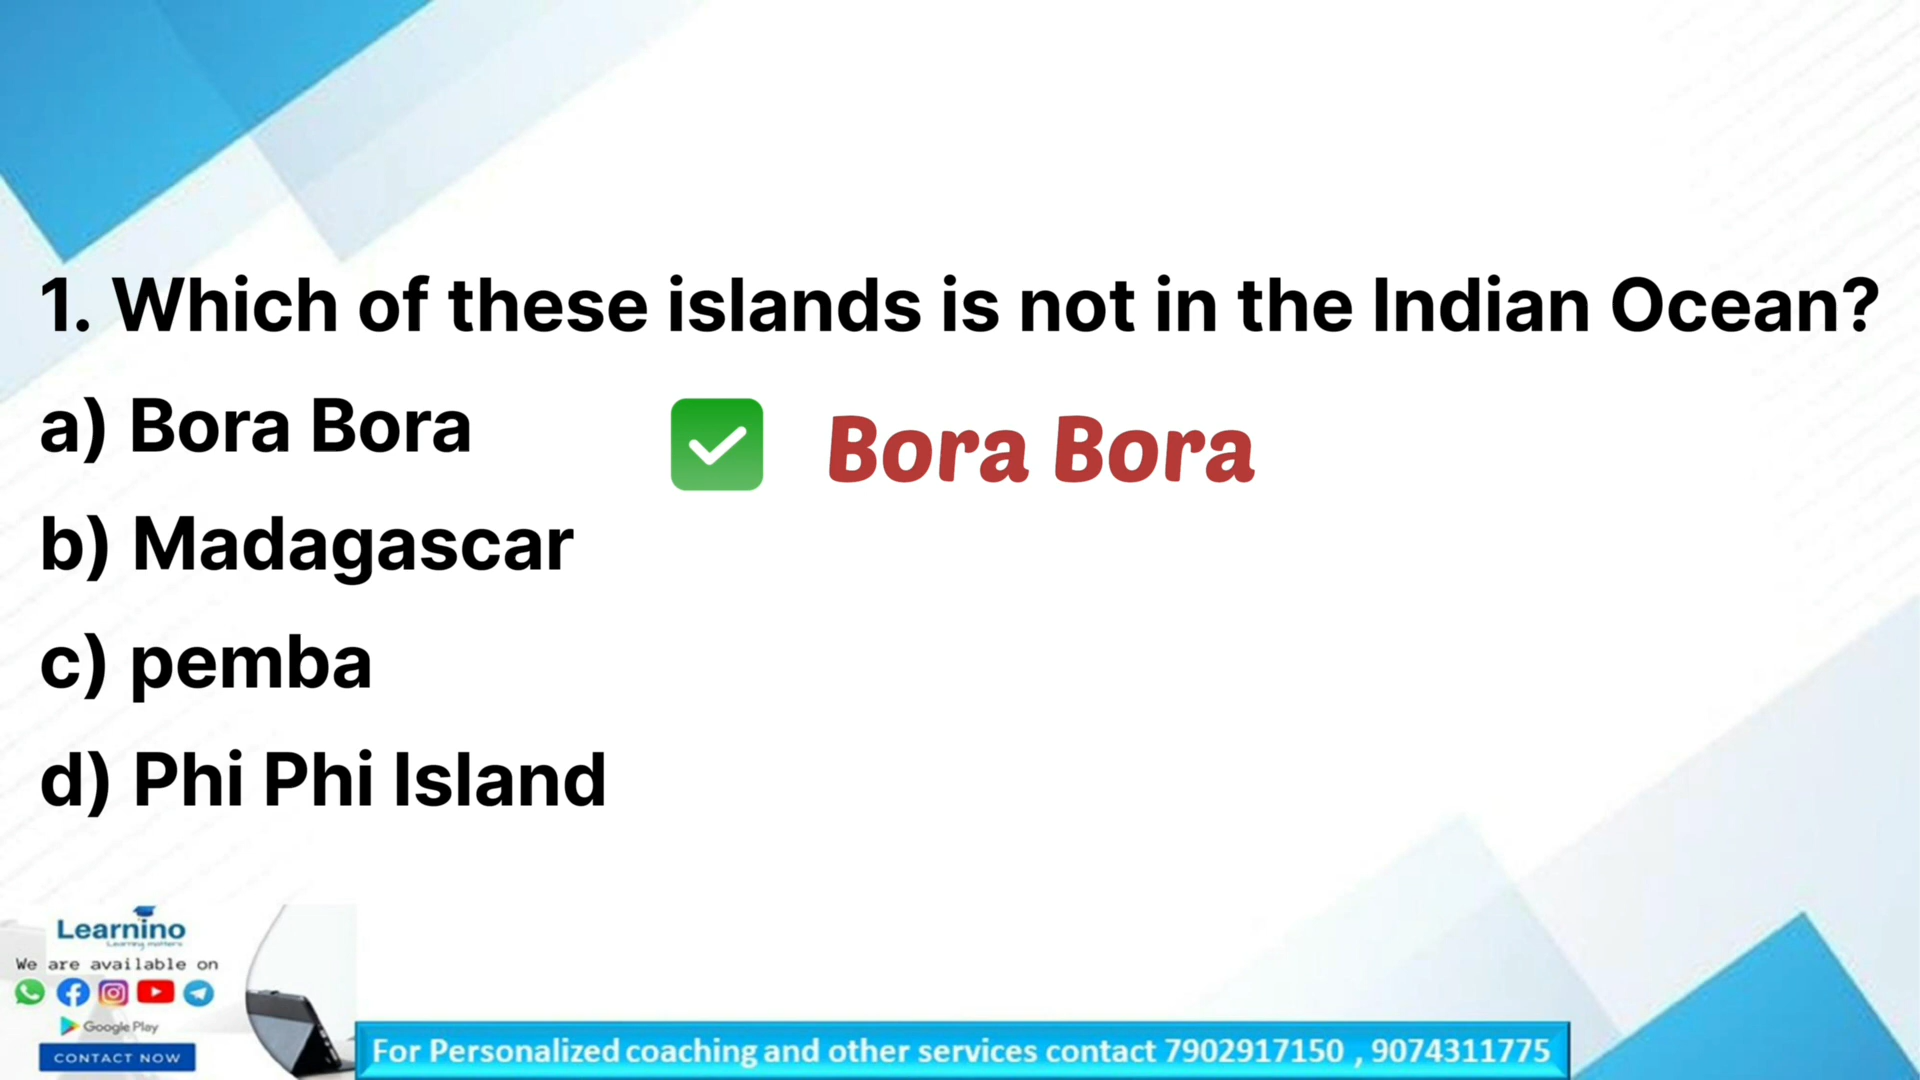 1. Which of these islands is not in the Indian Ocean?
a) Bora Bora
✅ Bora Bora
b) Madagascar
c) pemba
d) Phi Phi Island
Learnino
Learning matters
We are available on
Google Play
CONTACT NOW
For Personalized coaching and other services contact 7902917150 , 9074311775